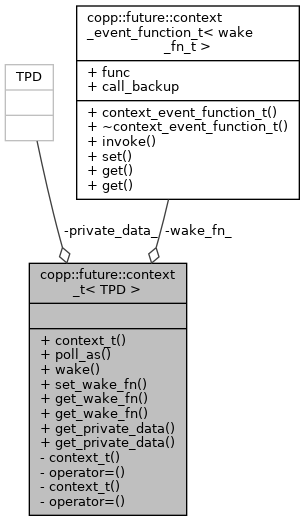 copp::future::context
_event_function_t< wake
_fn_t >
+ func
+ call_backup
+ context_event_function_t()
+ ~context_event_function_t()
+ invoke()
+ set()
+ get()
+ get()
TPD
-private_data_
-wake_fn_
copp::future::context
_t< TPD >
+ context_t()
+ poll_as()
+ wake()
+ set_wake_fn()
+ get_wake_fn()
+ get_wake_fn()
+ get_private_data()
+ get_private_data()
- context_t()
- operator=()
- context_t()
- operator=()